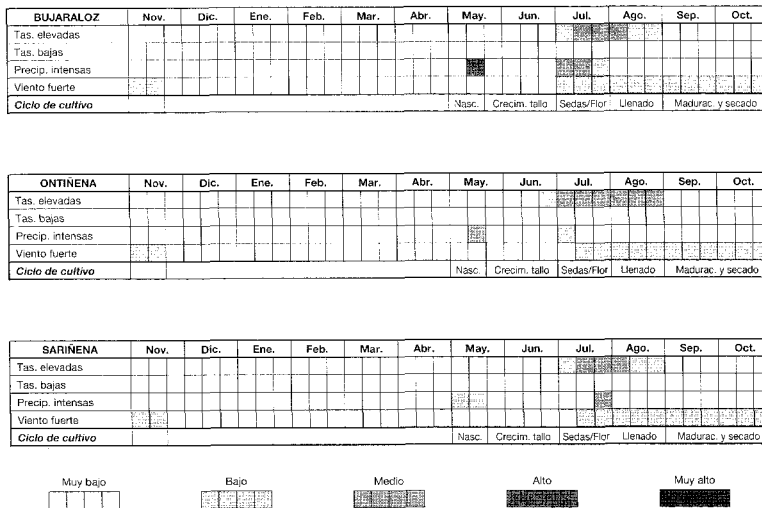 BUJARALOZ Nov. Dic. Ene. Feb. Mar. Abr. May. Jun. Jul. Ago. Sep. Oct.
Tas. elevadas
Tas. bajas
Precip. intensas
Viento fuerte
Ciclo de cultivo Nasc. Crecim. tallo Sedas/Flor Llenado Madurac. y secado
ONTIÑENA Nov. Dic. Ene. Feb. Mar. Abr. May. Jun. Jul. Ago. Sep. Oct.
Tas. elevadas
Tas. bajas
Precip. intensas
Viento fuerte
Ciclo de cultivo Nasc. Crecim. tallo Sedas/Flor Llenado Madurac. y secado
SARIÑENA Nov. Dic. Ene. Feb. Mar. Abr. May. Jun. Jul. Ago. Sep. Oct.
Tas. elevadas
Tas. bajas
Precip. intensas
Viento fuerte
Ciclo de cultivo Nasc. Crecim. tallo Sedas/Flor Llenado Madurac. y secado
Muy bajo Bajo Medio Alto Muy alto